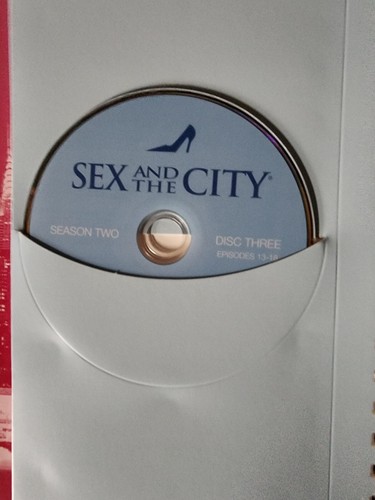 SEX AND THE CITY®
SEASON TWO
DISC THREE
EPISODES 13-18